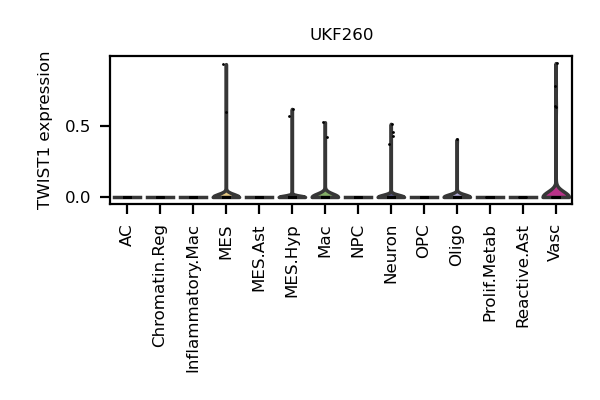 UKF260
TWIST1 expression
0.5
0.0
AC
Chromatin.Reg
Inflammatory.Mac
MES
MES.Ast
MES.Hyp
Mac
NPC
Neuron
OPC
Oligo
Prolif.Metab
Reactive.Ast
Vasc